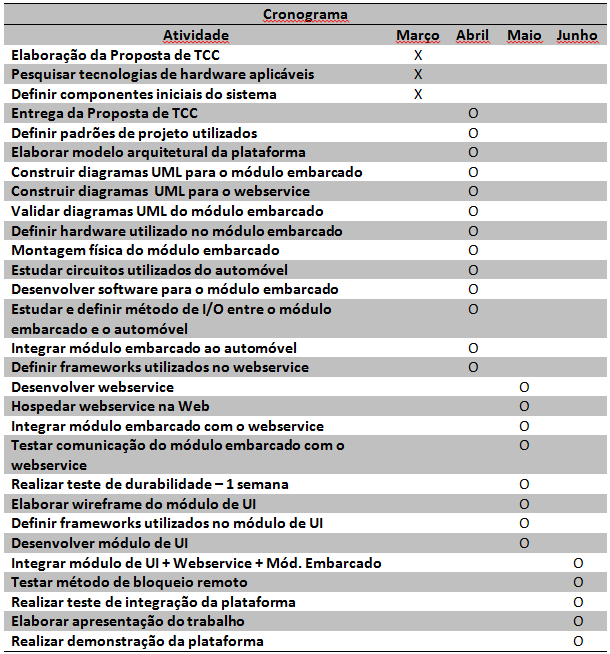 Cronograma
Atividade Março Abril Maio Junho
Elaboração da Proposta de TCC X
Pesquisar tecnologias de hardware aplicáveis X
Definir componentes iniciais do sistema X
Entrega da Proposta de TCC O
Definir padrões de projeto utilizados O
Elaborar modelo arquitetural da plataforma O
Construir diagramas UML para o módulo embarcado O
Construir diagramas UML para o webservice O
Validar diagramas UML do módulo embarcado O
Definir hardware utilizado no módulo embarcado O
Montagem física do módulo embarcado O
Estudar circuitos utilizados do automóvel O
Desenvolver software para o módulo embarcado O
Estudar e definir método de I/O entre o módulo O
embarcado e o automóvel
Integrar módulo embarcado ao automóvel O
Definir frameworks utilizados no webservice O
Desenvolver webservice O
Hospedar webservice na Web O
Integrar módulo embarcado com o webservice O
Testar comunicação do módulo embarcado com o O
webservice
Realizar teste de durabilidade – 1 semana O
Elaborar wireframe do módulo de UI O
Definir frameworks utilizados no módulo de UI O
Desenvolver módulo de UI O
Integrar módulo de UI + Webservice + Mód. Embarcado O
Testar método de bloqueio remoto O
Realizar teste de integração da plataforma O
Elaborar apresentação do trabalho O
Realizar demonstração da plataforma O